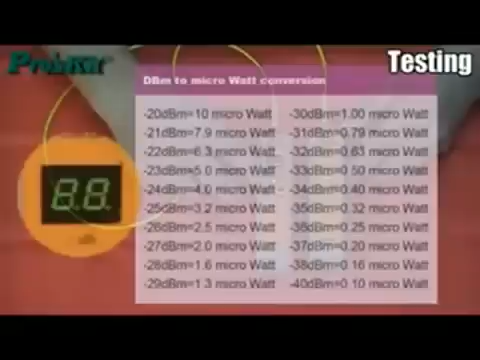 Pro'sKit
Testing
DBm to micro Watt conversion
-20dBm=10 micro Watt -30dBm=1.00 micro Watt
-21dBm=7.9 micro Watt -31dBm=0.79 micro Watt
-22dBm=6.3 micro Watt -32dBm=0.63 micro Watt
-23dBm=5.0 micro Watt -33dBm=0.50 micro Watt
-24dBm=4.0 micro Watt -34dBm=0.40 micro Watt
-25dBm=3.2 micro Watt -35dBm=0.32 micro Watt
-26dBm=2.5 micro Watt -36dBm=0.25 micro Watt
-27dBm=2.0 micro Watt -37dBm=0.20 micro Watt
-28dBm=1.6 micro Watt -38dBm=0.16 micro Watt
-29dBm=1.3 micro Watt -40dBm=0.10 micro Watt
8.8.